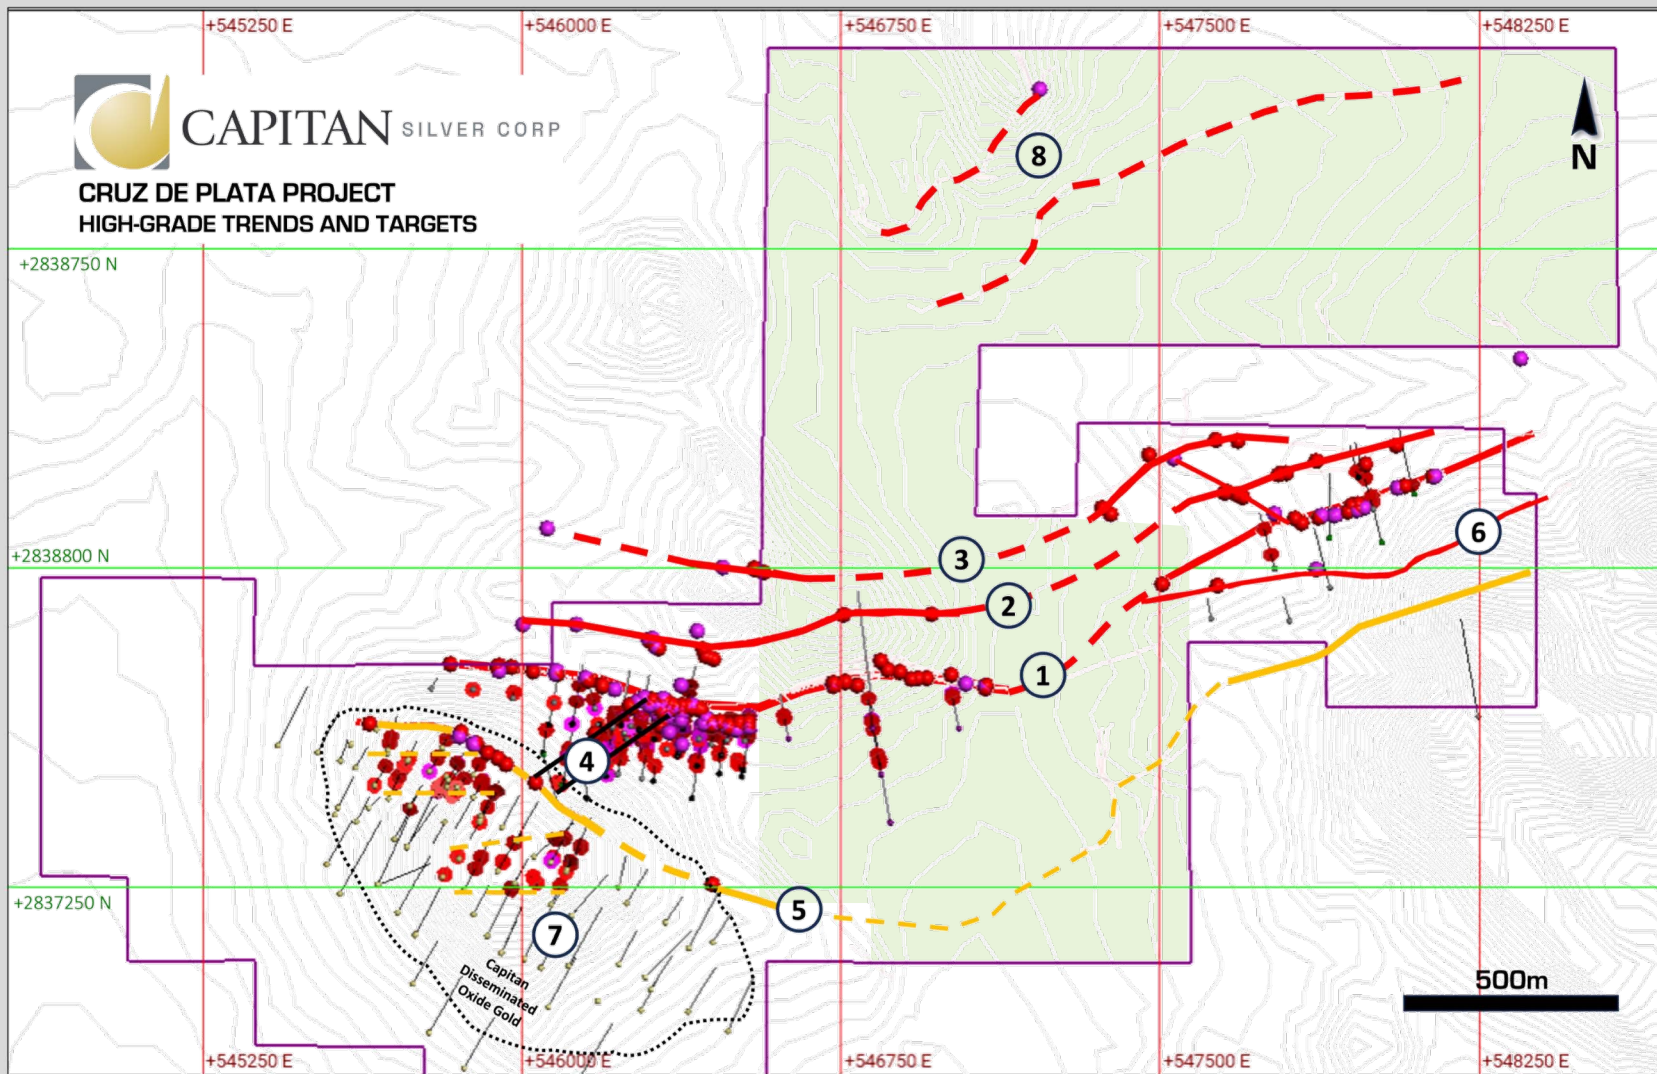 +545250 E
+546000 E
+546750 E
+547500 E
+548250 E
CAPITAN SILVER CORP
CRUZ DE PLATA PROJECT
HIGH-GRADE TRENDS AND TARGETS
8
N
+2838750 N
+2838800 N
3
2
1
6
4
5
7
+2837250 N
Capitan
Disseminated
Oxide Gold
500m
+545250 E
+546000 E
+546750 E
+547500 E
+548250 E